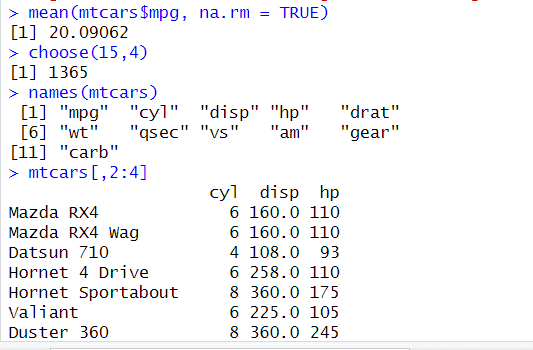 > mean(mtcars$mpg, na.rm = TRUE)
[1] 20.09062
> choose(15,4)
[1] 1365
> names(mtcars)
 [1] "mpg"  "cyl"  "disp" "hp"   "drat"
 [6] "wt"   "qsec" "vs"   "am"   "gear"
[11] "carb"
> mtcars[,2:4]
                    cyl  disp  hp
Mazda RX4             6 160.0 110
Mazda RX4 Wag         6 160.0 110
Datsun 710            4 108.0  93
Hornet 4 Drive        6 258.0 110
Hornet Sportabout     8 360.0 175
Valiant               6 225.0 105
Duster 360            8 360.0 245